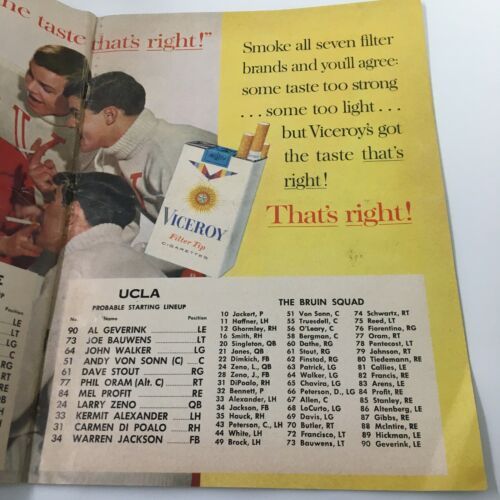 he taste that's right!"
Smoke all seven filter
brands and you'll agree:
some taste too strong
...some too light...
but Viceroy's got
the taste that's
right!
That's right!
VICEROY
Filter Tip
CIGARETTES
UCLA
PROBABLE STARTING LINEUP
No. Name Position
90 AL GEVERINK LE
73 JOE BAUWENS LT
64 JOHN WALKER LG
51 ANDY VON SONN (C) C
61 DAVE STOUT RG
77 PHIL ORAM (Alt. C) RT
84 MEL PROFIT RE
24 LARRY ZENO QB
33 KERMIT ALEXANDER LH
31 CARMEN DI POALO RH
34 WARREN JACKSON FB
E
UP
Position
LE
LT
LG
C
RG
RT
RE
QB
LH
RH
FB
THE BRUIN SQUAD
10 Jackert, P
11 Haffner, LH
12 Ghormley, RH
16 Smith, RH
20 Singleton, QB
21 Jones, QB
22 Dimkich, FB
24 Zeno, L., QB
28 Zeno, J., FB
31 DiPoalo, RH
32 Bennett, P
33 Alexander, LH
34 Jackson, FB
35 Hauck, RH
43 Peterson, C., LH
44 White, LH
49 Brock, LH
51 Von Sonn, C
55 Truesdell, C
56 O'Leary, C
58 Bergman, C
60 Dathe, RG
61 Stout, RG
62 Finstad, RG
63 Patrick, LG
64 Walker, LG
65 Chavira, LG
66 Peterson, D., LG
67 Allen, C
68 LoCurto, LG
69 Davis, LG
70 Butler, RT
72 Francisco, LT
73 Bauwens, LT
74 Schwartz, RT
75 Reed, LT
76 Fiorentino, RG
77 Oram, RT
78 Pentecost, LT
79 Johnson, RT
80 Tiedemann, RE
81 Callies, LE
82 Francis, RE
83 Arens, LE
84 Profit, RE
85 Stanley, RE
86 Altenberg, LE
87 Gibbs, RE
88 McIntire, RE
89 Hickman, LE
90 Geverink, LE